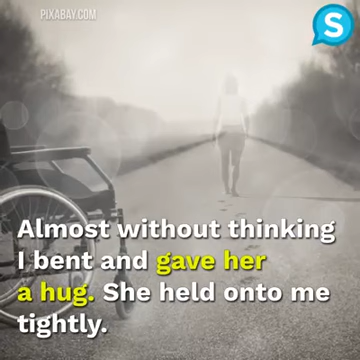 PIXABAY.COM
S
Almost without thinking
I bent and gave her
a hug. She held onto me
tightly.